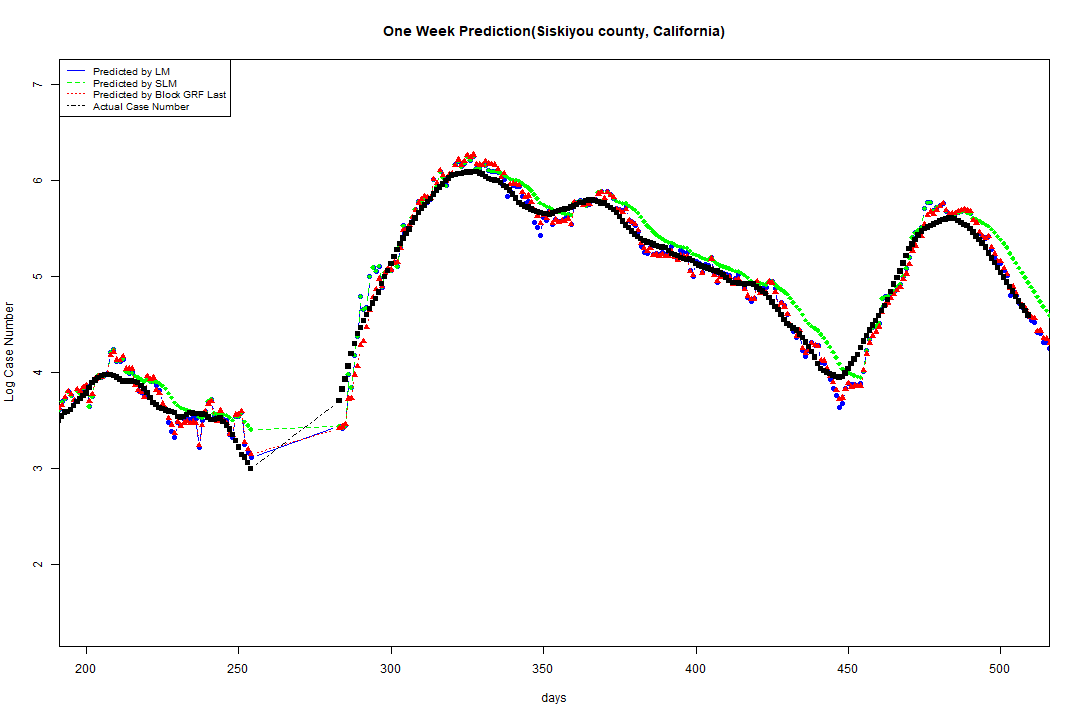 One Week Prediction(Siskiyou county, California)
Predicted by LM
Predicted by SLM
Predicted by Block GRF Last
Actual Case Number
7
6
5
4
3
2
Log Case Number
200 250 300 350 400 450 500
days